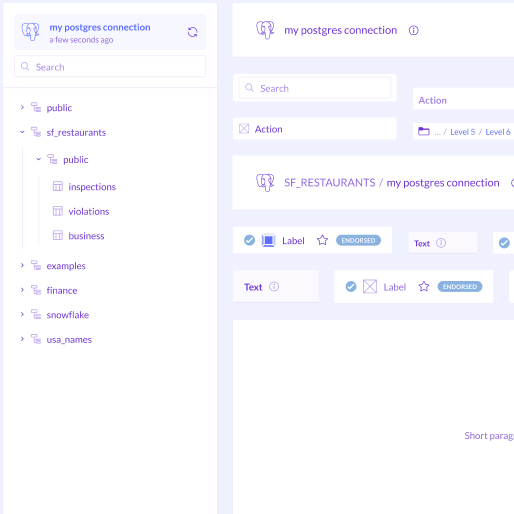 my postgres connection
a few seconds ago
Search
public
sf_restaurants
public
inspections
violations
business
examples
finance
snowflake
usa_names
my postgres connection
Search
Action
Action
... / Level 5 / Level 6
SF_RESTAURANTS / my postgres connection
Label ENDORSED
Text
Text
Label ENDORSED
Short